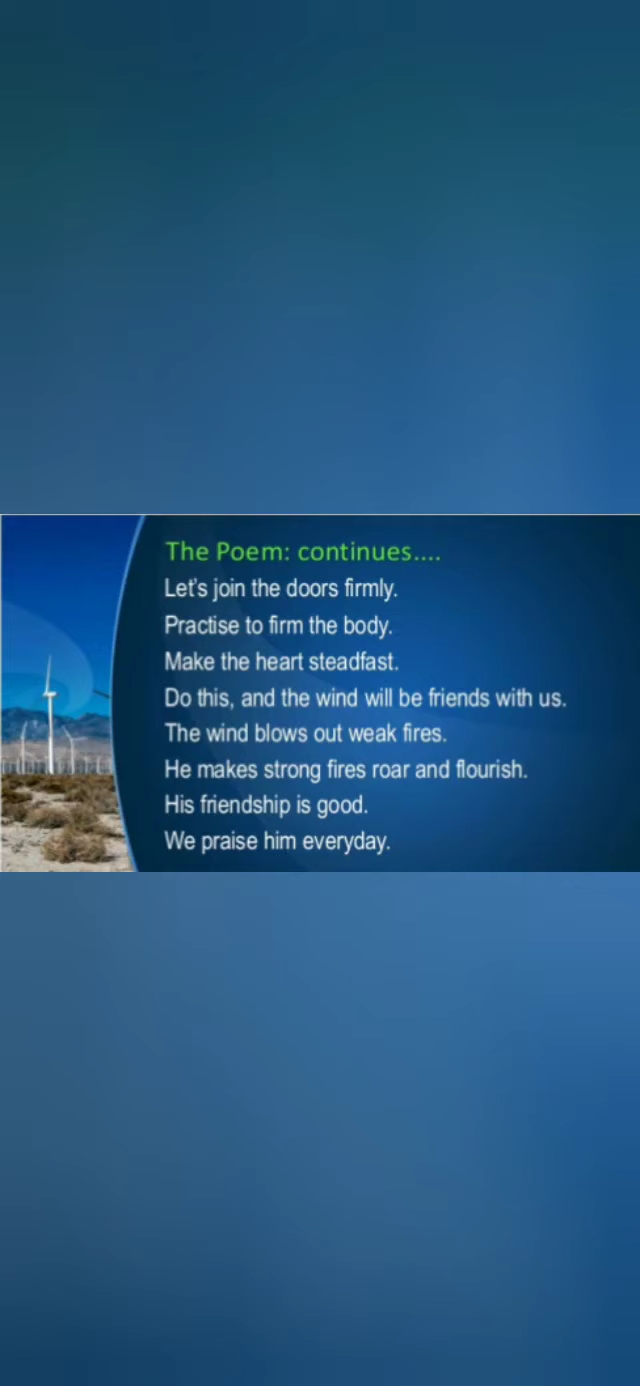 The Poem: continues....
Let's join the doors firmly.
Practise to firm the body.
Make the heart steadfast.
Do this, and the wind will be friends with us.
The wind blows out weak fires.
He makes strong fires roar and flourish.
His friendship is good.
We praise him everyday.